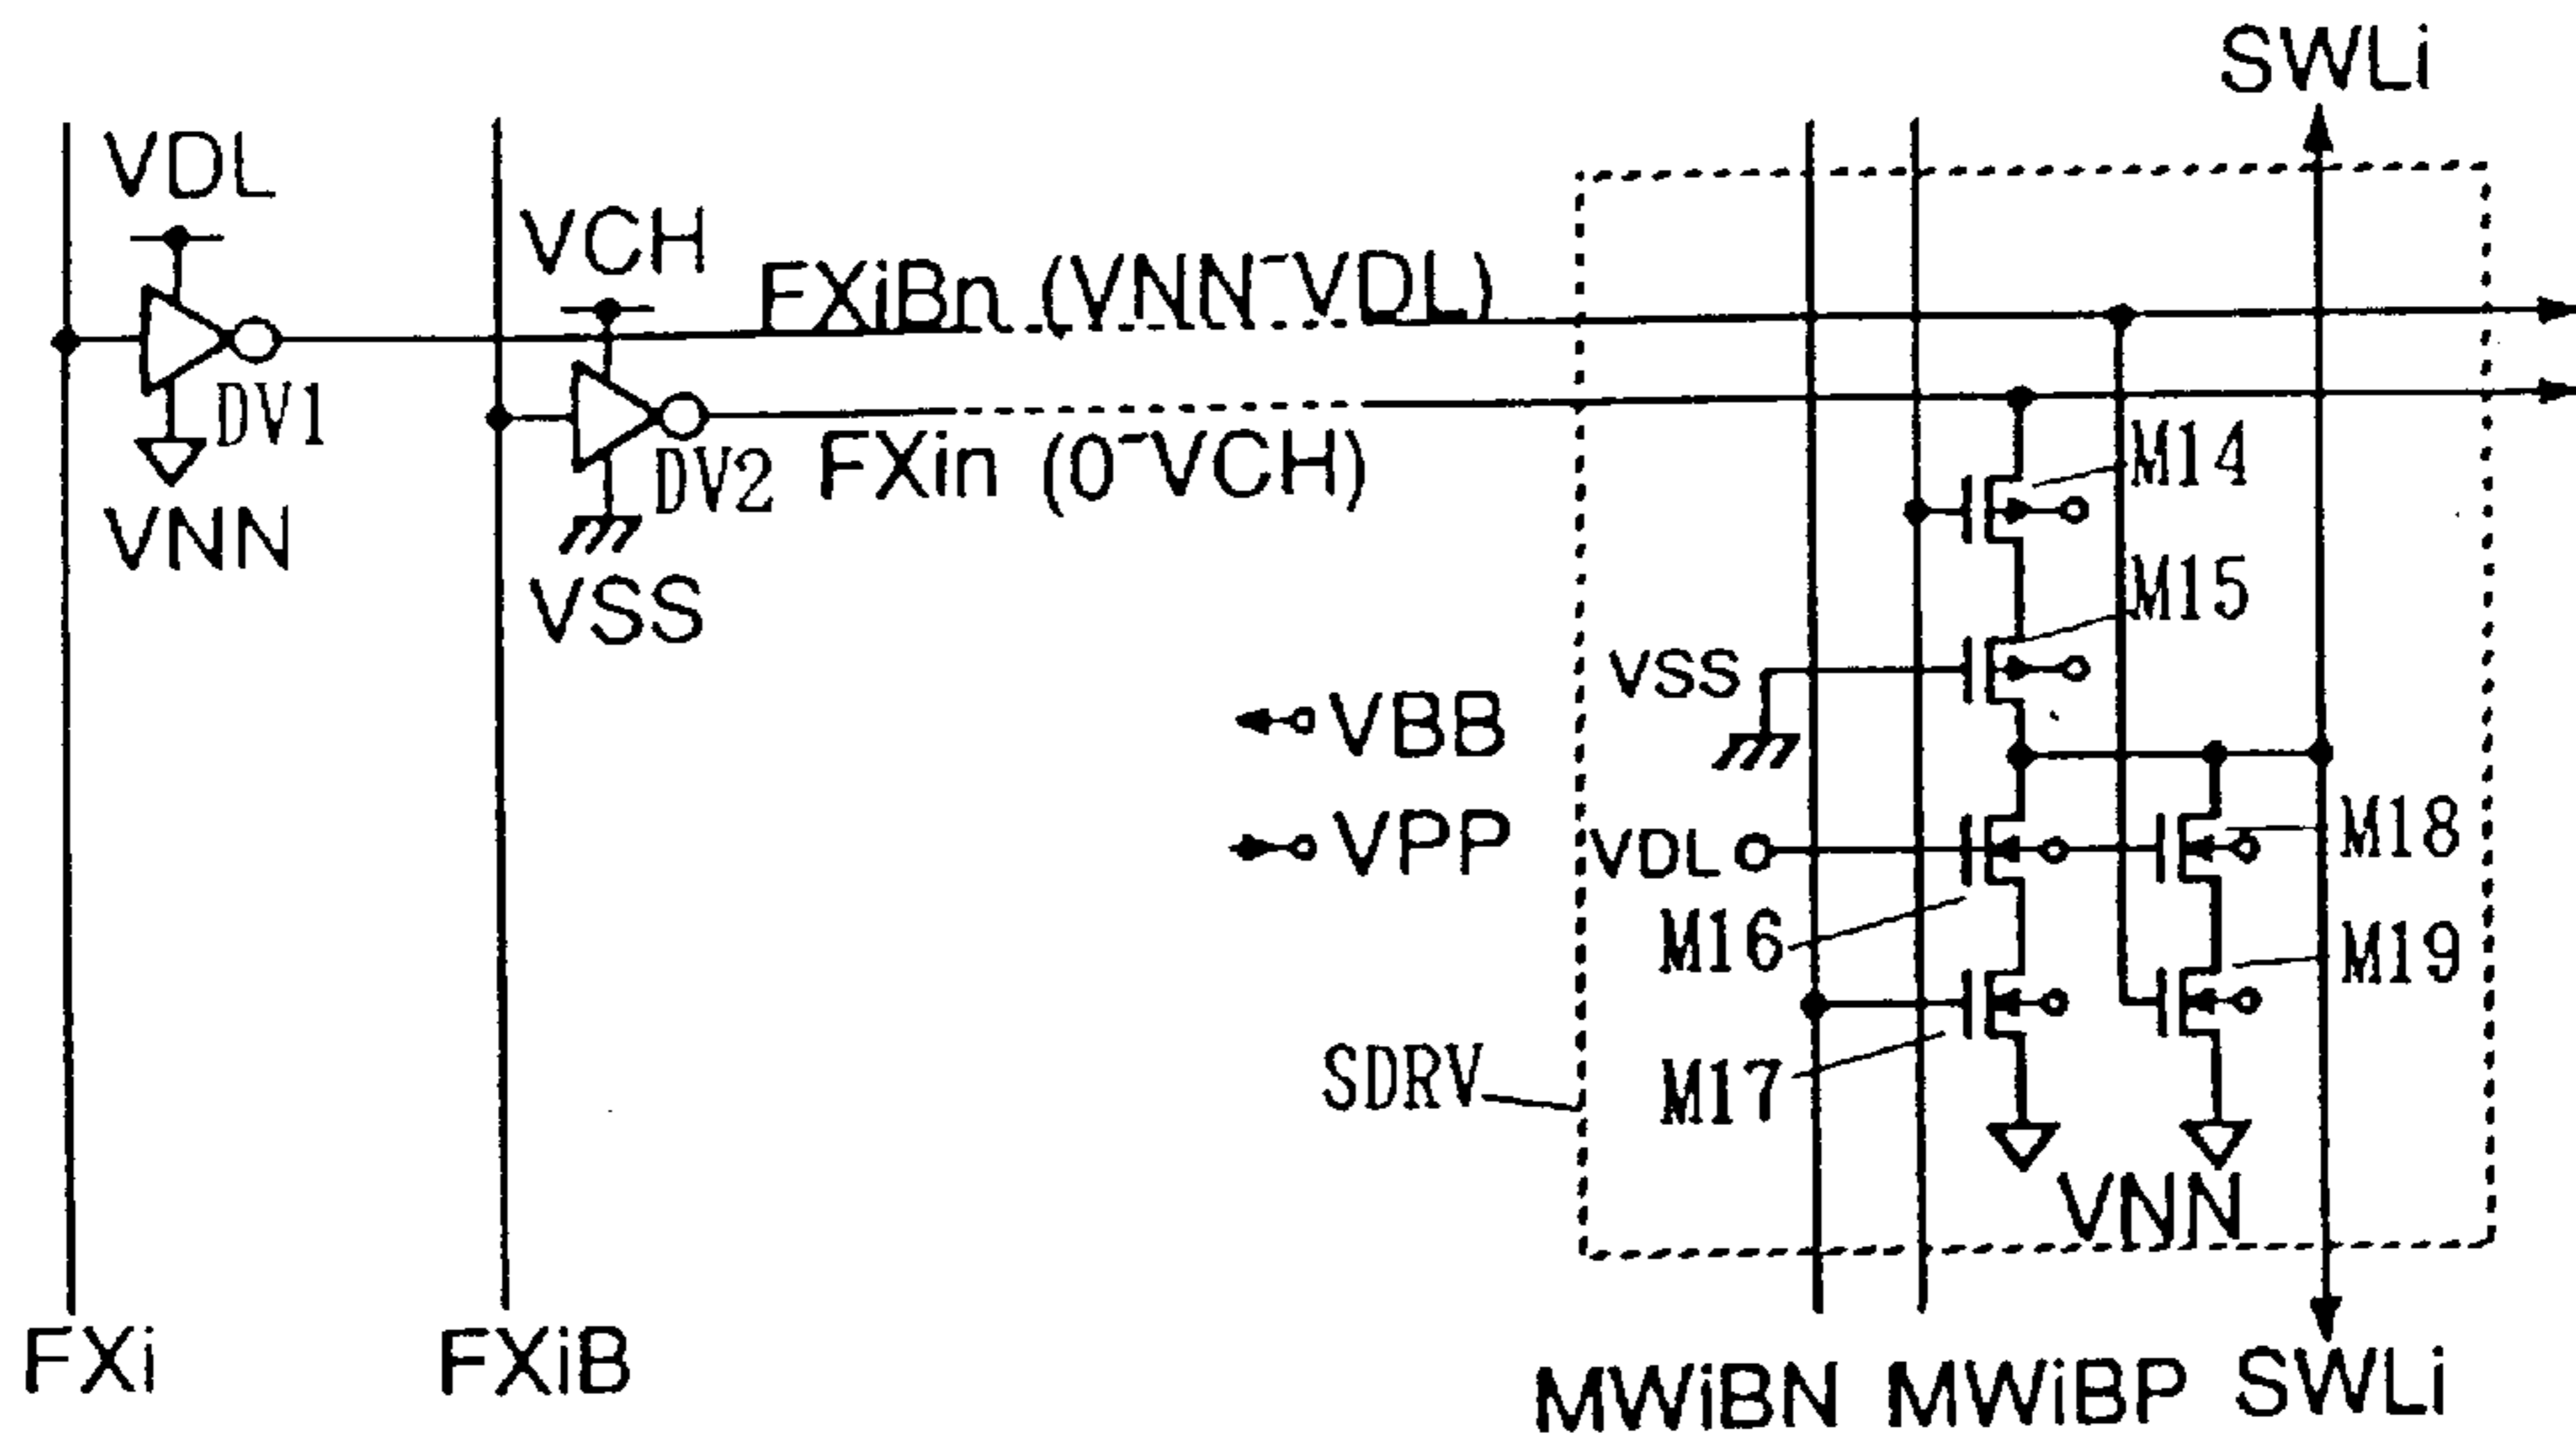 SWLi
VDL
VCH
FXiBn (VNN~VDL)
DV1
DV2
FXin (0~VCH)
M14
VNN
VSS
M15
VSS
VBB
VPP
VDL
M18
M16
M19
SDRV
M17
VNN
FXi
FXiB
MWiBN
MWiBP
SWLi